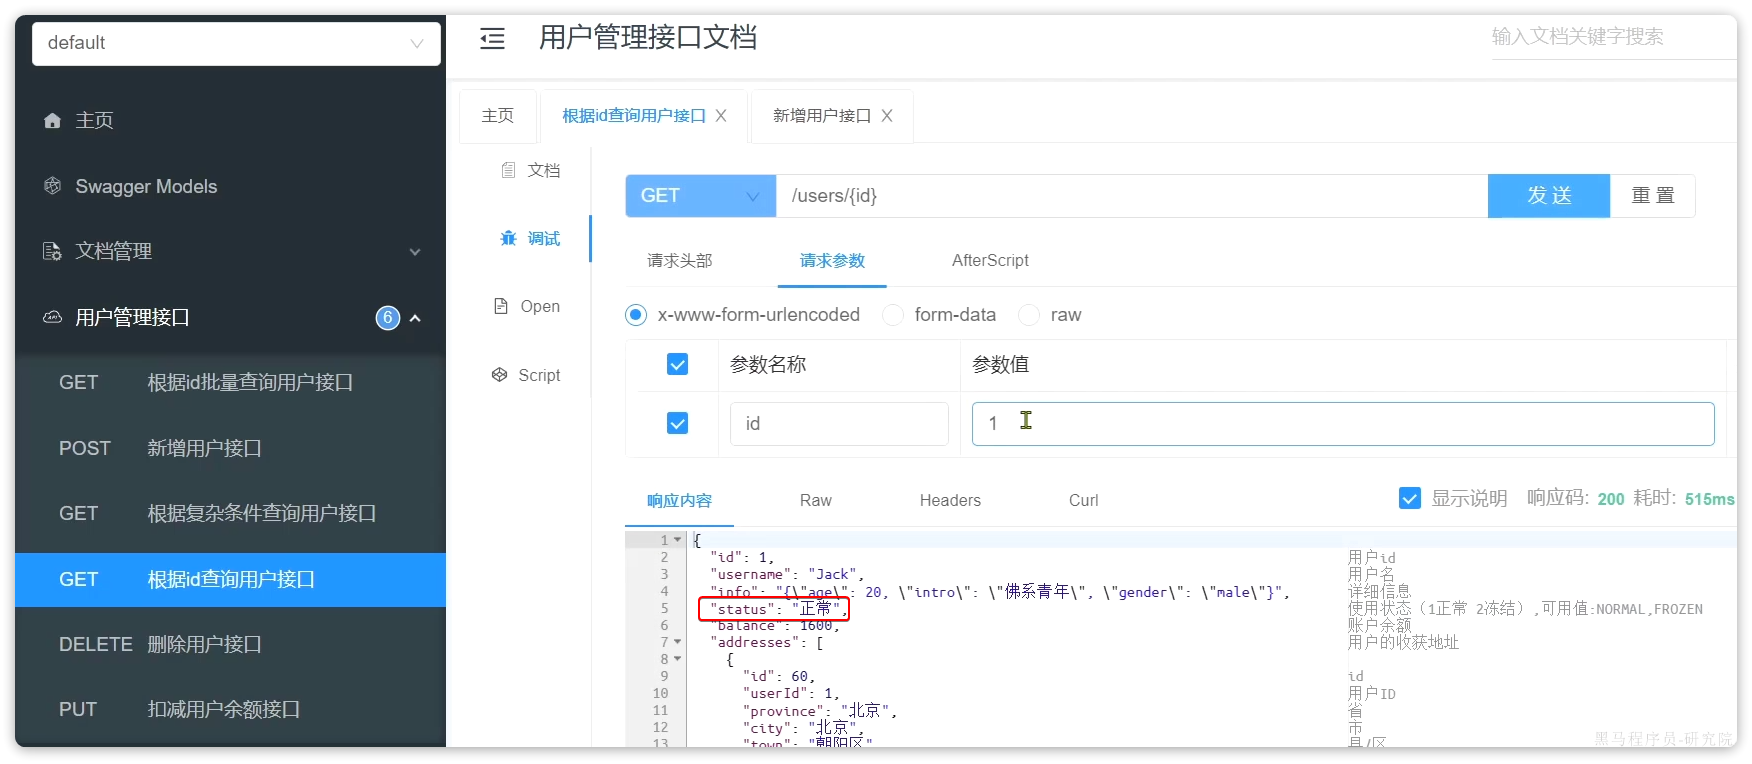 default
主页
Swagger Models
文档管理
用户管理接口
6
GET 根据id批量查询用户接口
POST 新增用户接口
GET 根据复杂条件查询用户接口
GET 根据id查询用户接口
DELETE 删除用户接口
PUT 扣减用户余额接口
用户管理接口文档
输入文档关键字搜索
主页
根据id查询用户接口
新增用户接口
文档
调试
Open
Script
GET
/users/{id}
发 送
重 置
请求头部
请求参数
AfterScript
x-www-form-urlencoded
form-data
raw
参数名称
参数值
id
1
响应内容
Raw
Headers
Curl
显示说明
响应码: 200 耗时: 515ms
1 {
2 "id": 1, 用户id
3 "username": "Jack", 用户名
4 "info": "{\"age\": 20, \"intro\": \"佛系青年\", \"gender\": \"male\"}", 详细信息
5 "status": "正常", 使用状态（1正常 2冻结）,可用值:NORMAL,FROZEN
6 "balance": 1600, 账户余额
7 "addresses": [ 用户的收获地址
8 {
9 "id": 60, id
10 "userId": 1, 用户ID
11 "province": "北京", 省
12 "city": "北京", 市
13 "town": "朝阳区" 县/区
黑马程序员-研究院